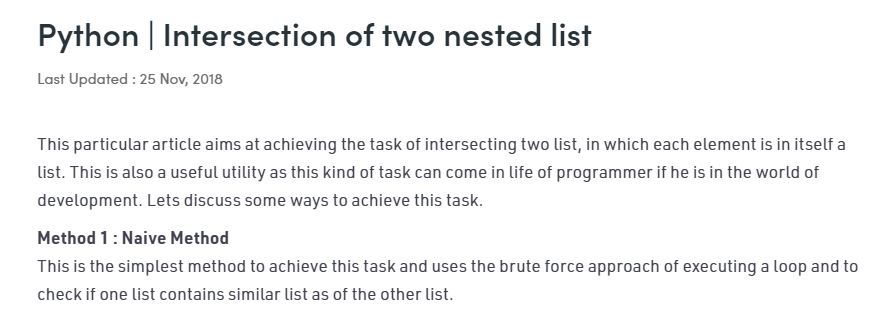 Python | Intersection of two nested list
Last Updated : 25 Nov, 2018
This particular article aims at achieving the task of intersecting two list, in which each element is in itself a
list. This is also a useful utility as this kind of task can come in life of programmer if he is in the world of
development. Lets discuss some ways to achieve this task.
Method 1 : Naive Method
This is the simplest method to achieve this task and uses the brute force approach of executing a loop and to
check if one list contains similar list as of the other list.